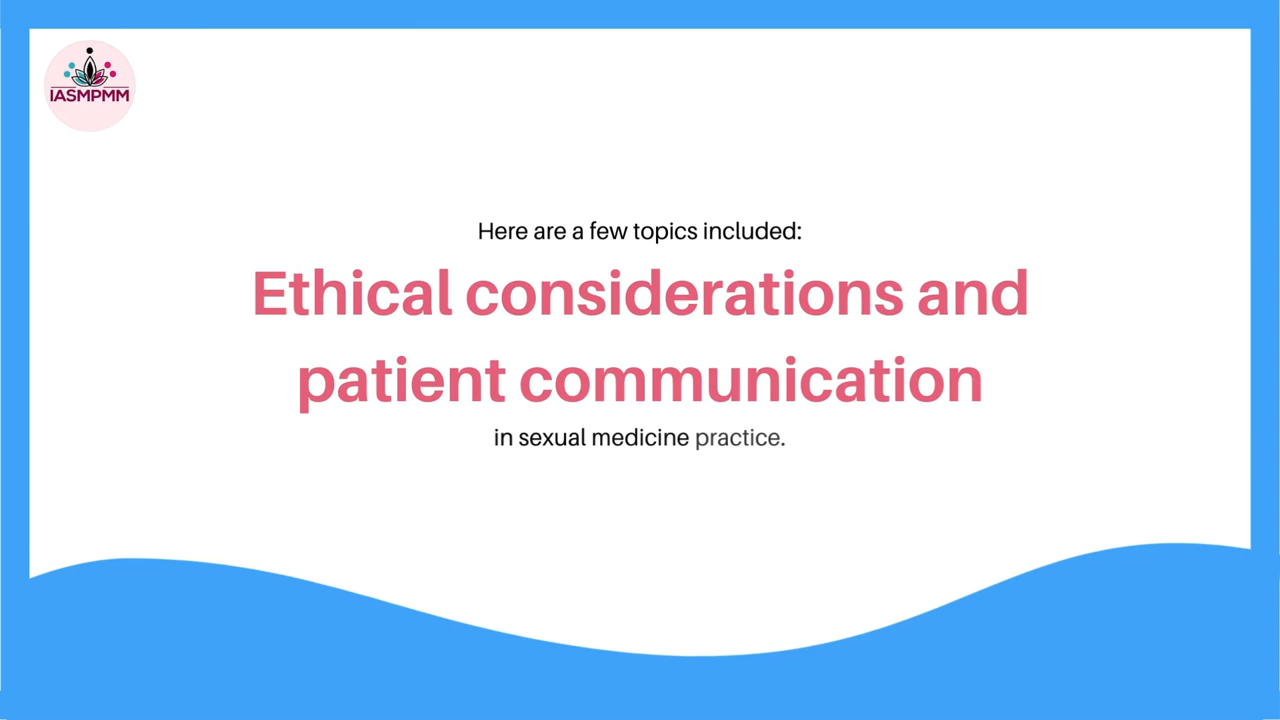 IASMPMM
Here are a few topics included:
Ethical considerations and
patient communication
in sexual medicine practice.